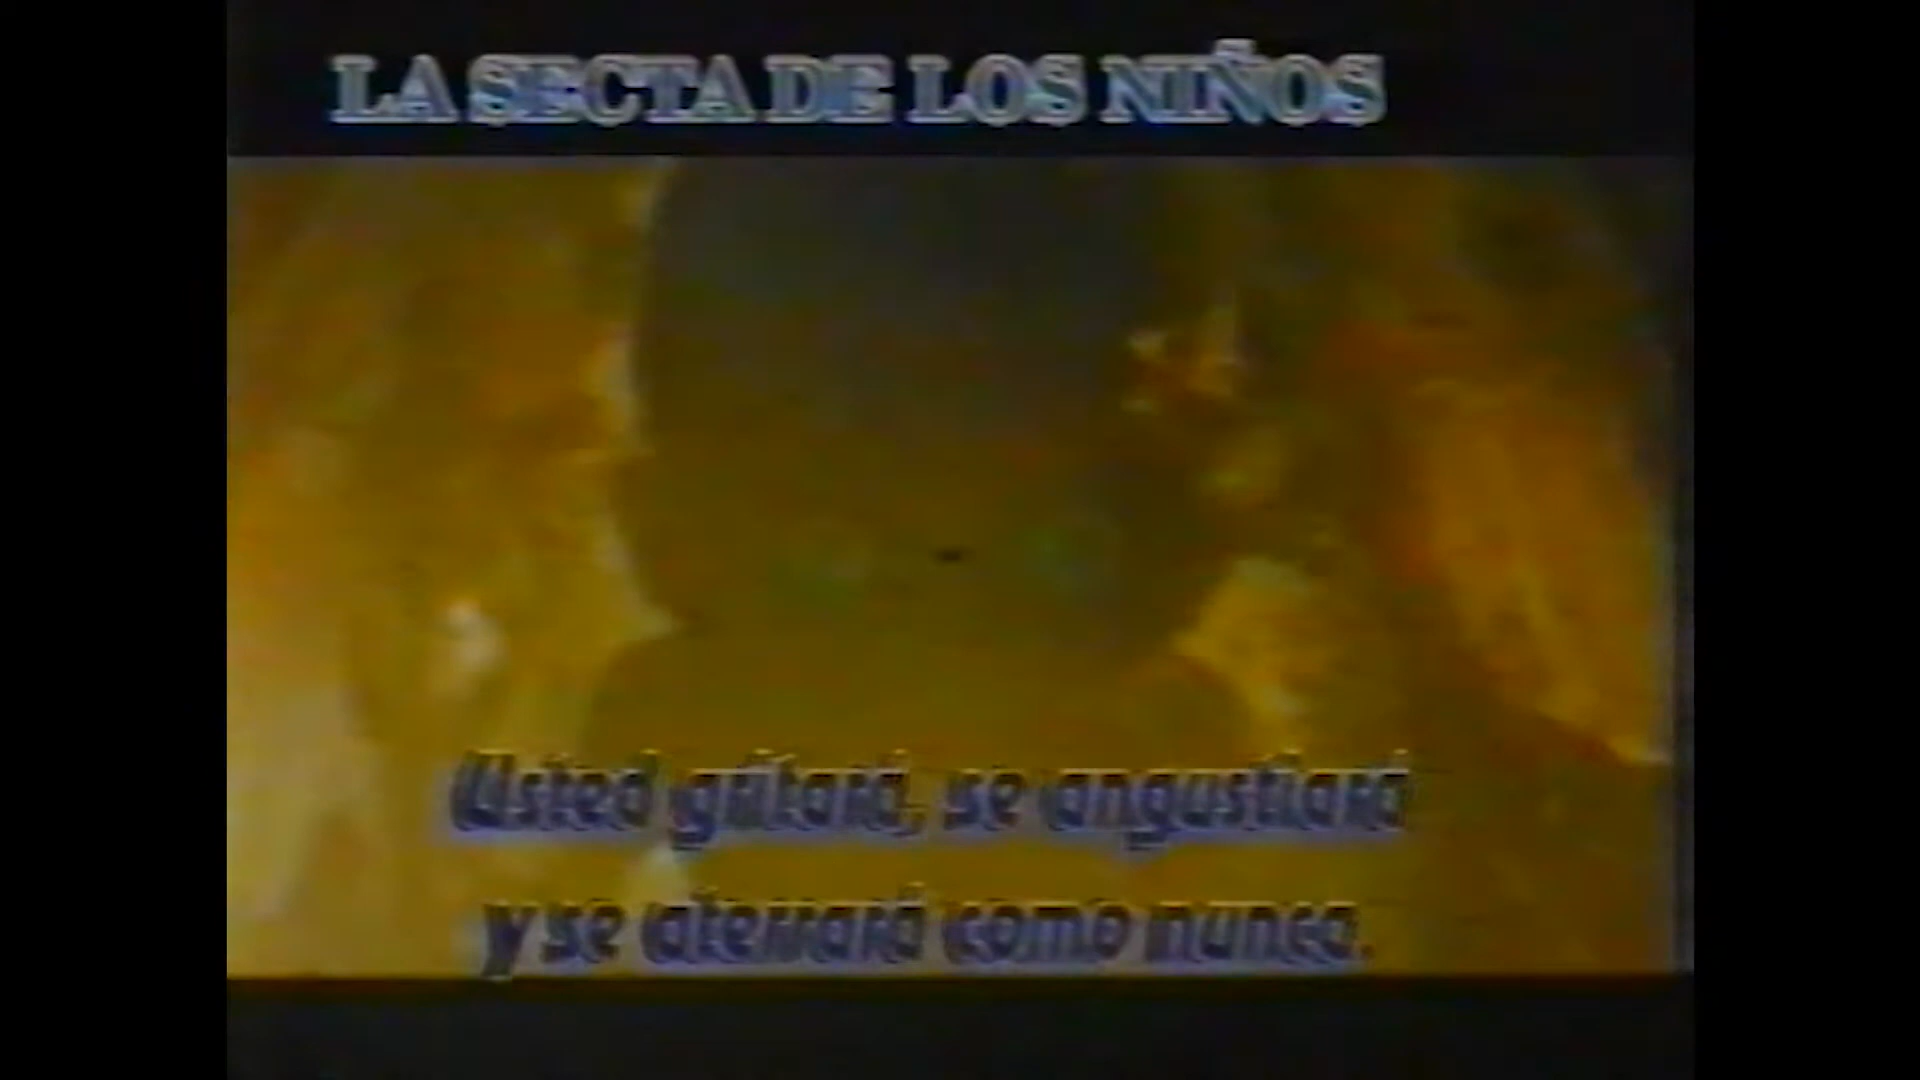 LA SECTA DE LOS NIÑOS
Usted gritará, se angustiará
y se aterrará como nunca.